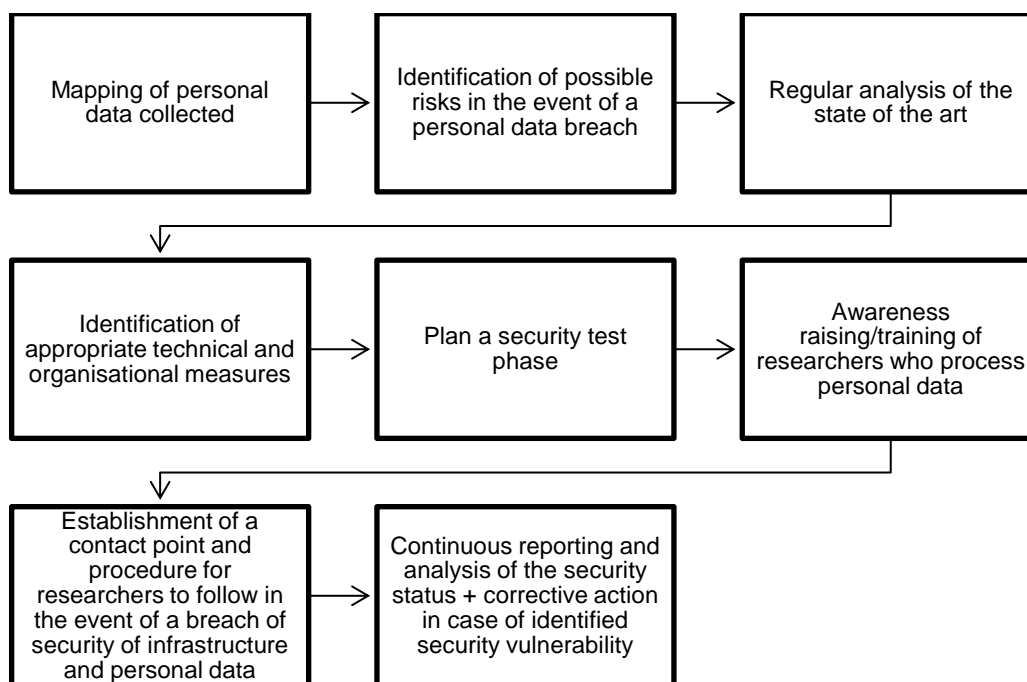 Mapping of personal
data collected
Identification of possible
risks in the event of a
personal data breach
Regular analysis of the
state of the art
Identification of
appropriate technical and
organisational measures
Plan a security test
phase
Awareness
raising/training of
researchers who process
personal data
Establishment of a
contact point and
procedure for
researchers to follow in
the event of a breach of
security of infrastructure
and personal data
Continuous reporting and
analysis of the security
status + corrective action
in case of identified
security vulnerability